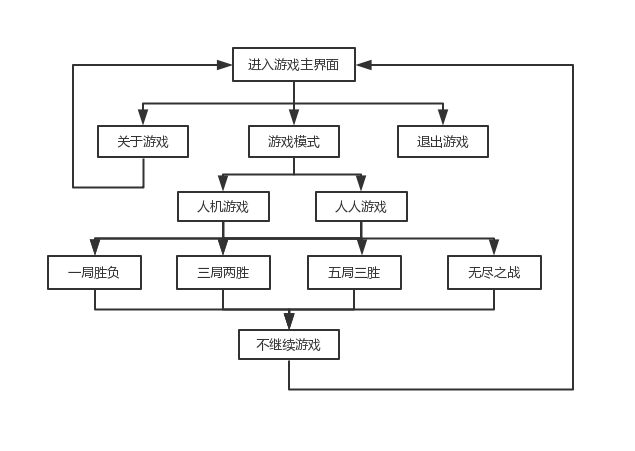 进入游戏主界面
关于游戏
游戏模式
退出游戏
人机游戏
人人游戏
一局胜负
三局两胜
五局三胜
无尽之战
不继续游戏